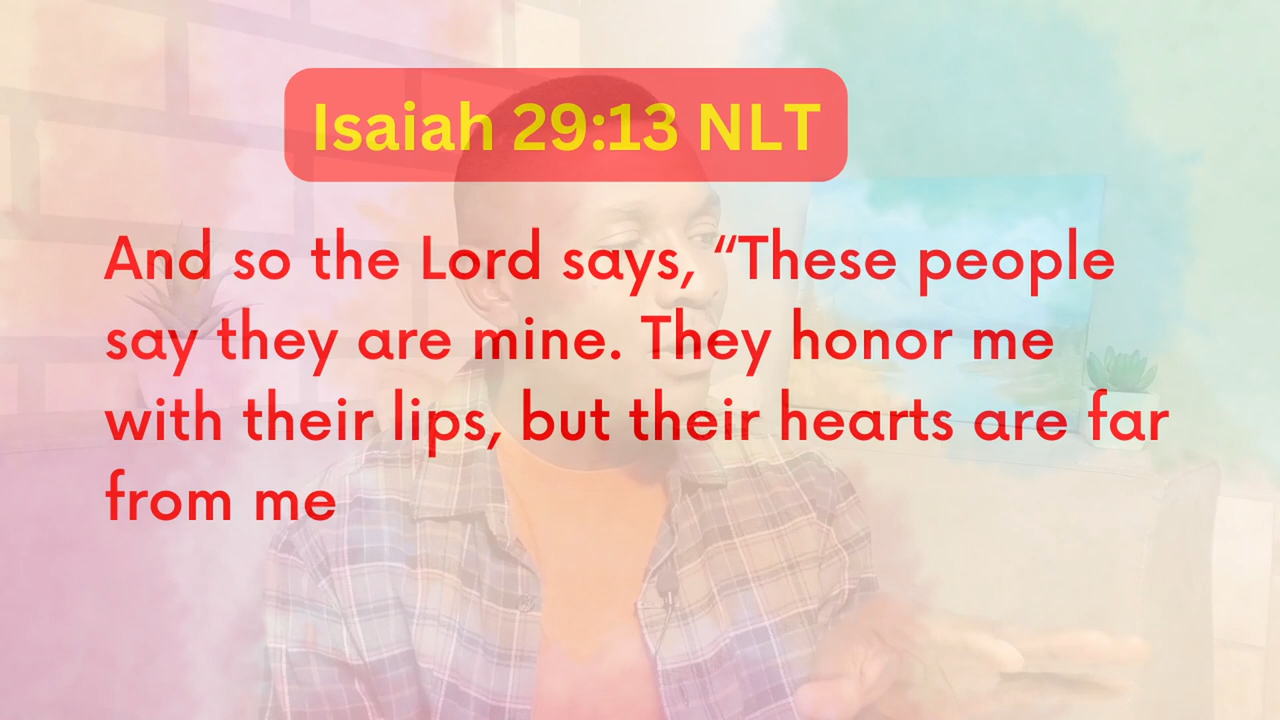 Isaiah 29:13 NLT
And so the Lord says, “These people
say they are mine. They honor me
with their lips, but their hearts are far
from me